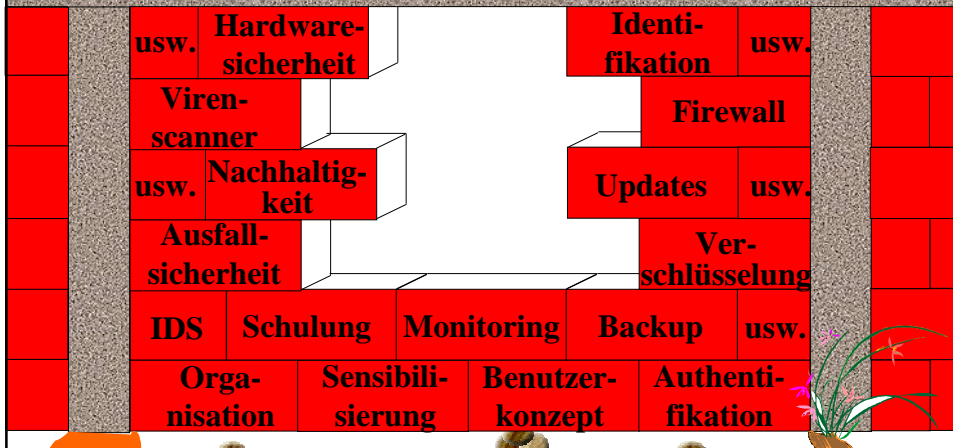 usw.
Hardware-
sicherheit
Identi-
fikation
usw.
Viren-
scanner
Firewall
usw.
Nachhaltig-
keit
Updates
usw.
Ausfall-
sicherheit
Ver-
schlüsselung
IDS
Schulung
Monitoring
Backup
usw.
Orga-
nisation
Sensibili-
sierung
Benutzer-
konzept
Authenti-
fikation